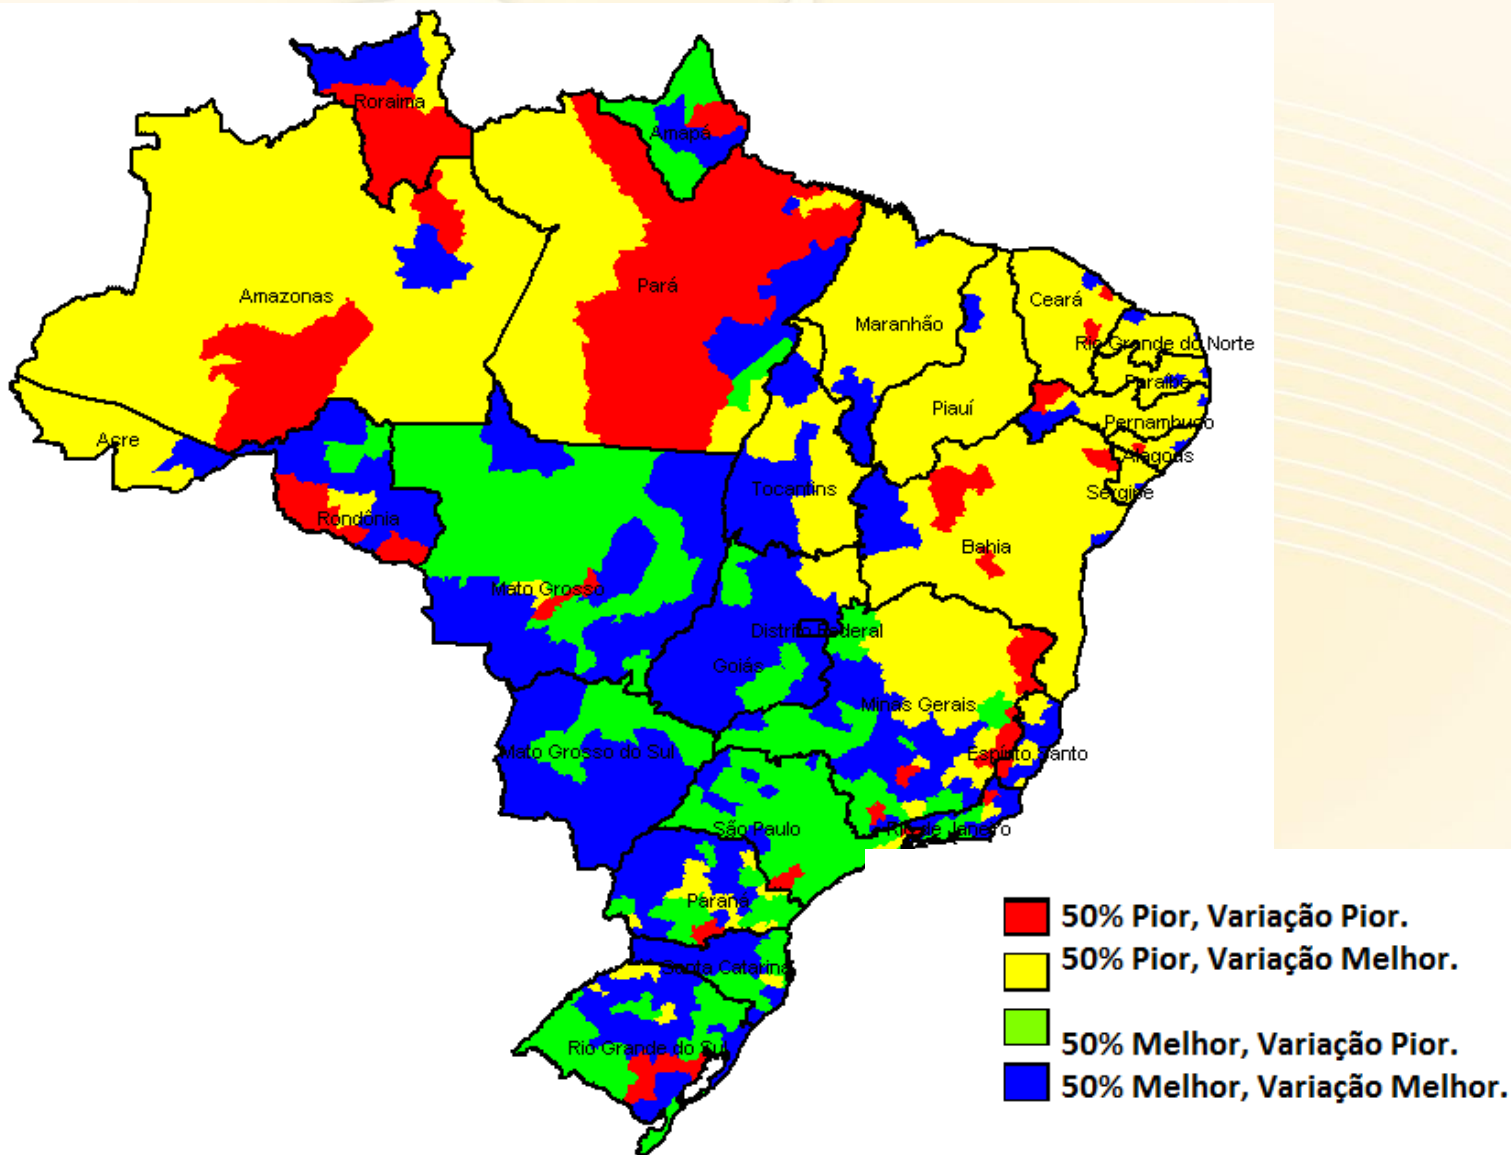 Roraima
Amapá
Amazonas
Pará
Maranhão
Ceará
Rio Grande do Norte
Paraíba
Piauí
Pernambuco
Acre
Alagoas
Tocantins
Sergipe
Rondônia
Bahia
Mato Grosso
Distrito Federal
Goiás
Minas Gerais
Mato Grosso do Sul
Espírito Santo
São Paulo
Rio de Janeiro
Paraná
Santa Catarina
Rio Grande do Sul
50% Pior, Variação Pior.
50% Pior, Variação Melhor.
50% Melhor, Variação Pior.
50% Melhor, Variação Melhor.